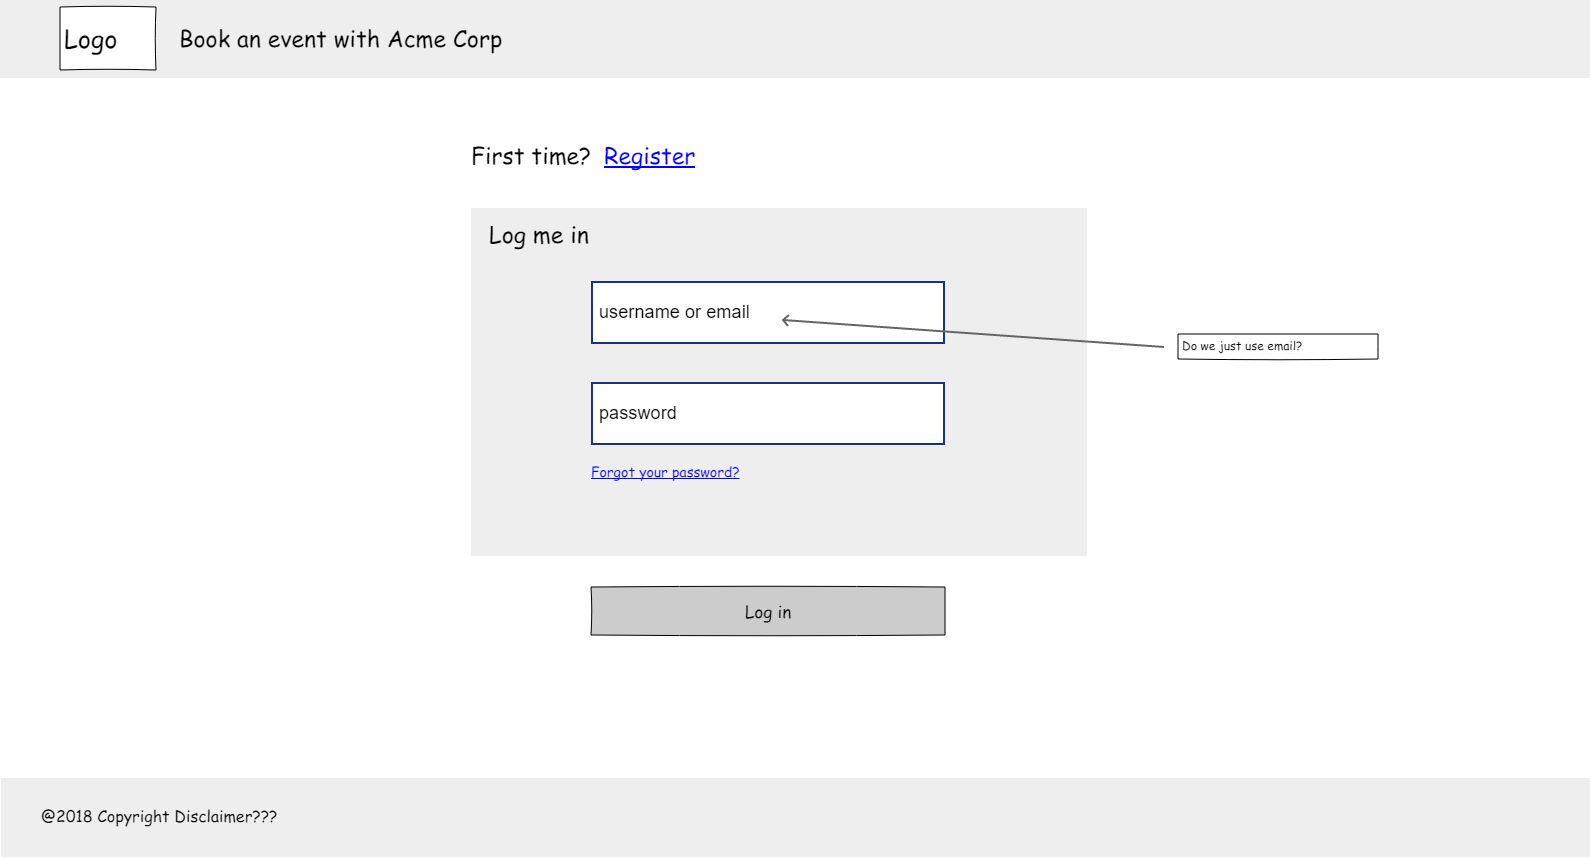 Logo
Book an event with Acme Corp
First time? Register
Log me in
username or email
Do we just use email?
password
Forgot your password?
Log in
@2018 Copyright Disclaimer???